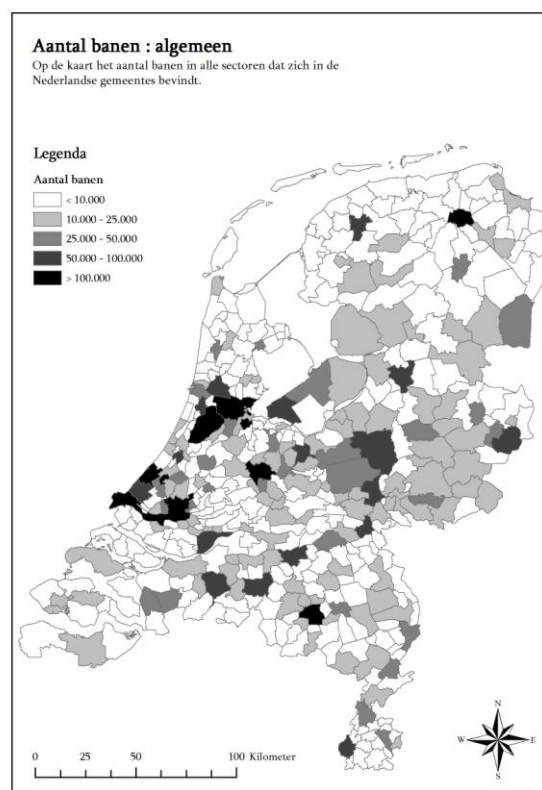 Aantal banen : algemeen
Op de kaart het aantal banen in alle sectoren dat zich in de
Nederlandse gemeentes bevindt.
Legenda
Aantal banen
< 10.000
10.000 - 25.000
25.000 - 50.000
50.000 - 100.000
> 100.000
N
W E
S
0 25 50 100 Kilometer